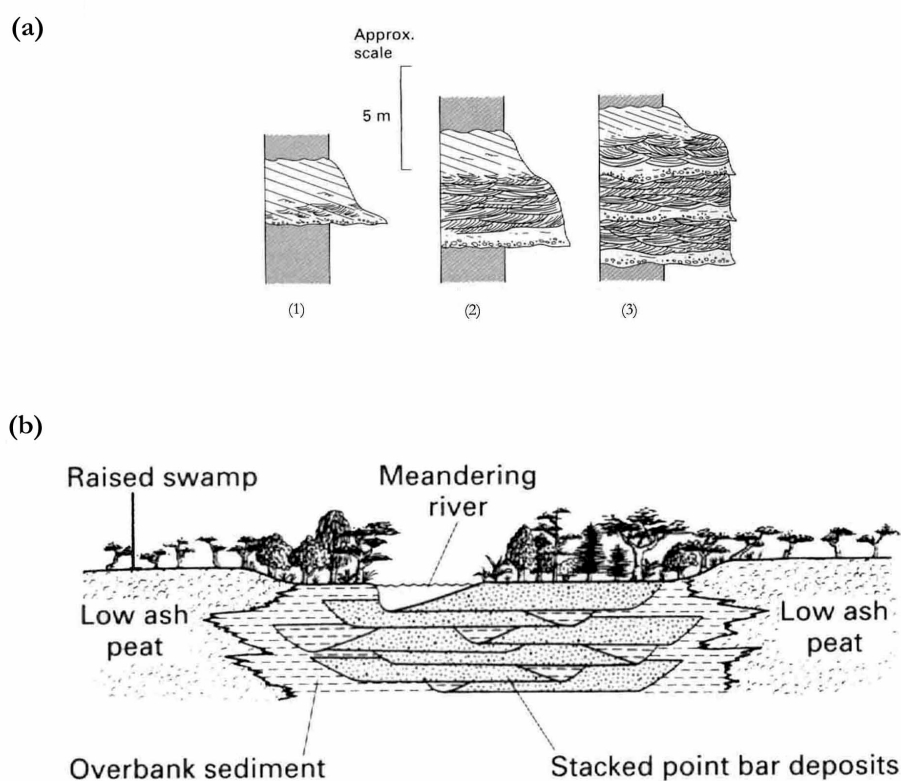 (a)
Approx.
scale
5 m
(1)
(2)
(3)
(b)
Raised swamp
Meandering
river
Low ash
peat
Low ash
peat
Overbank sediment
Stacked point bar deposits